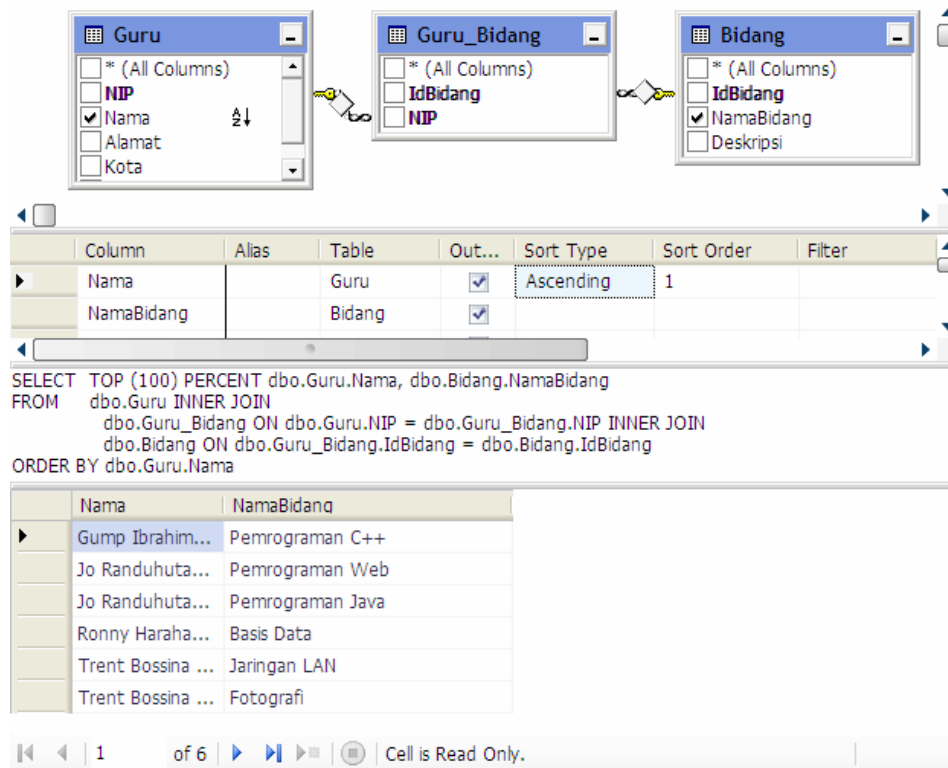 Guru
* (All Columns)
NIP
Nama
Alamat
Kota
Guru_Bidang
* (All Columns)
IdBidang
NIP
Bidang
* (All Columns)
IdBidang
NamaBidang
Deskripsi
Column Alias Table Out... Sort Type Sort Order Filter
Nama Guru Ascending 1
NamaBidang Bidang
SELECT TOP (100) PERCENT dbo.Guru.Nama, dbo.Bidang.NamaBidang
FROM dbo.Guru INNER JOIN
dbo.Guru_Bidang ON dbo.Guru.NIP = dbo.Guru_Bidang.NIP INNER JOIN
dbo.Bidang ON dbo.Guru_Bidang.IdBidang = dbo.Bidang.IdBidang
ORDER BY dbo.Guru.Nama
Nama NamaBidang
Gump Ibrahim... Pemrograman C++
Jo Randuhuta... Pemrograman Web
Jo Randuhuta... Pemrograman Java
Ronny Haraha... Basis Data
Trent Bossina ... Jaringan LAN
Trent Bossina ... Fotografi
1 of 6 Cell is Read Only.